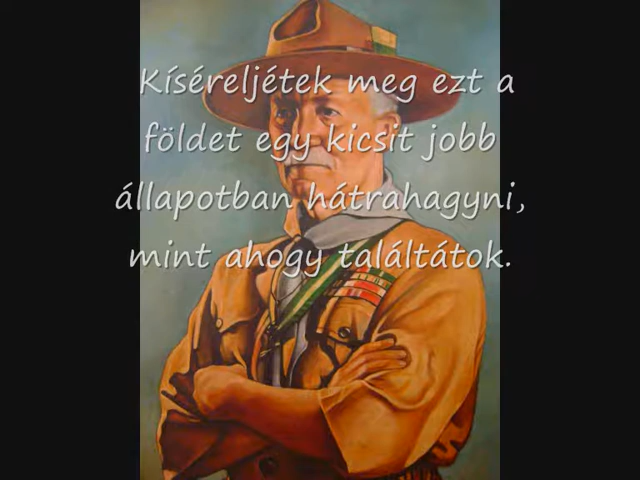 Kíséreljétek meg ezt a
földet egy kicsit jobb
állapotban hátrahagyni,
mint ahogy találtátok.